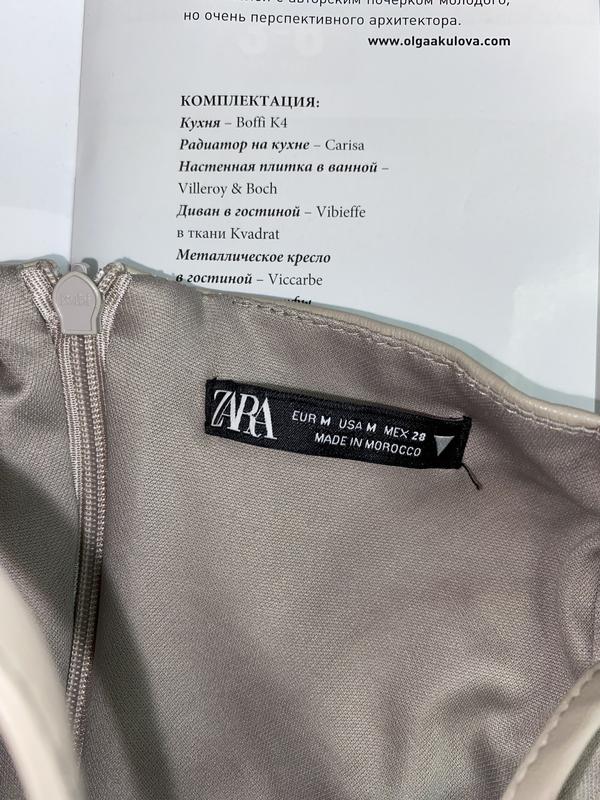 но очень перспективного архитектора.
www.olgaakulova.com
КОМПЛЕКТАЦИЯ:
Кухня – Boffi K4
Радиатор на кухне – Carisa
Настенная плитка в ванной –
Villeroy & Boch
Диван в гостиной – Vibieffe
в ткани Kvadrat
Металлическое кресло
в гостиной – Viccarbe
ZARA
EUR M USA M MEX 28
MADE IN MOROCCO